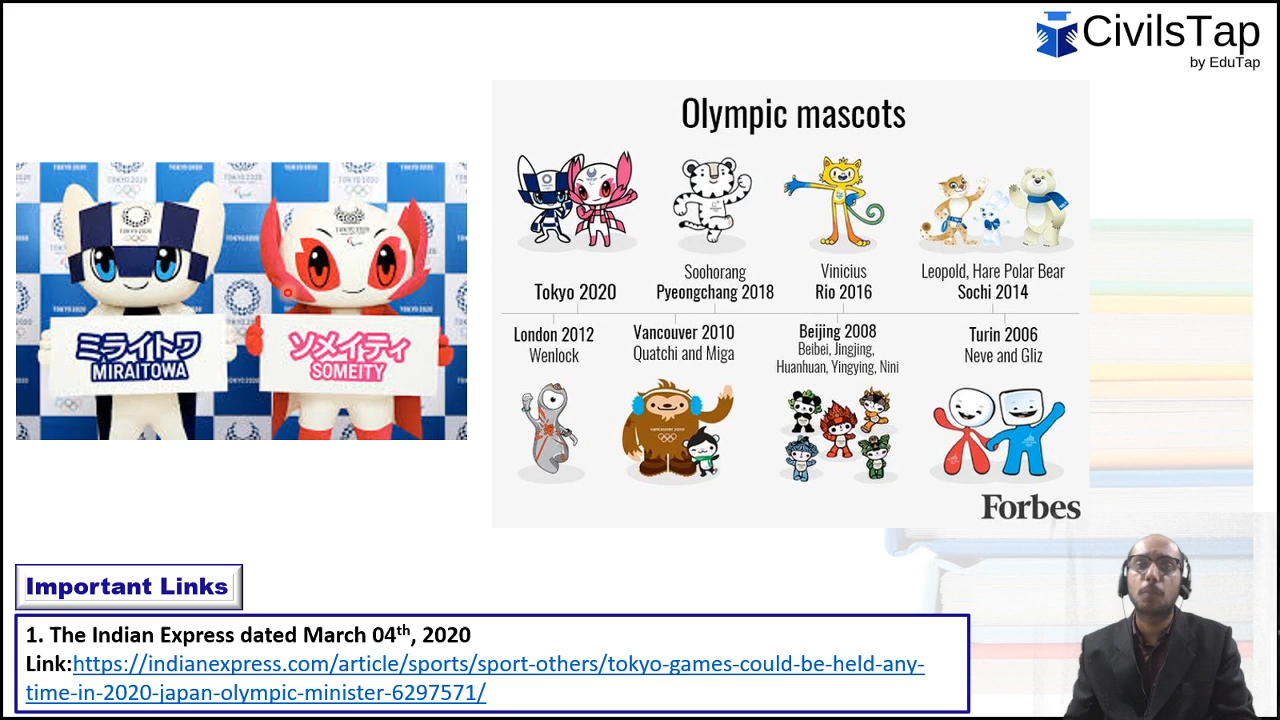 CivilsTap
by EduTap
Olympic mascots
TOKYO 2020
ミライトワ
MIRAITOWA
ソメイティ
SOMEITY
Tokyo 2020
Soohorang
Pyeongchang 2018
Vinicius
Rio 2016
Leopold, Hare Polar Bear
Sochi 2014
London 2012
Wenlock
Vancouver 2010
Quatchi and Miga
Beijing 2008
Beibei, Jingjing,
Huanhuan, Yingying, Nini
Turin 2006
Neve and Gliz
Forbes
Important Links
1. The Indian Express dated March 04th, 2020
Link:https://indianexpress.com/article/sports/sport-others/tokyo-games-could-be-held-any-
time-in-2020-japan-olympic-minister-6297571/